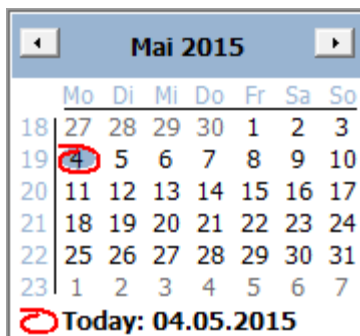 Mai 2015
Mo Di Mi Do Fr Sa So
18 27 28 29 30 1 2 3
19 4 5 6 7 8 9 10
20 11 12 13 14 15 16 17
21 18 19 20 21 22 23 24
22 25 26 27 28 29 30 31
23 1 2 3 4 5 6 7
Today: 04.05.2015